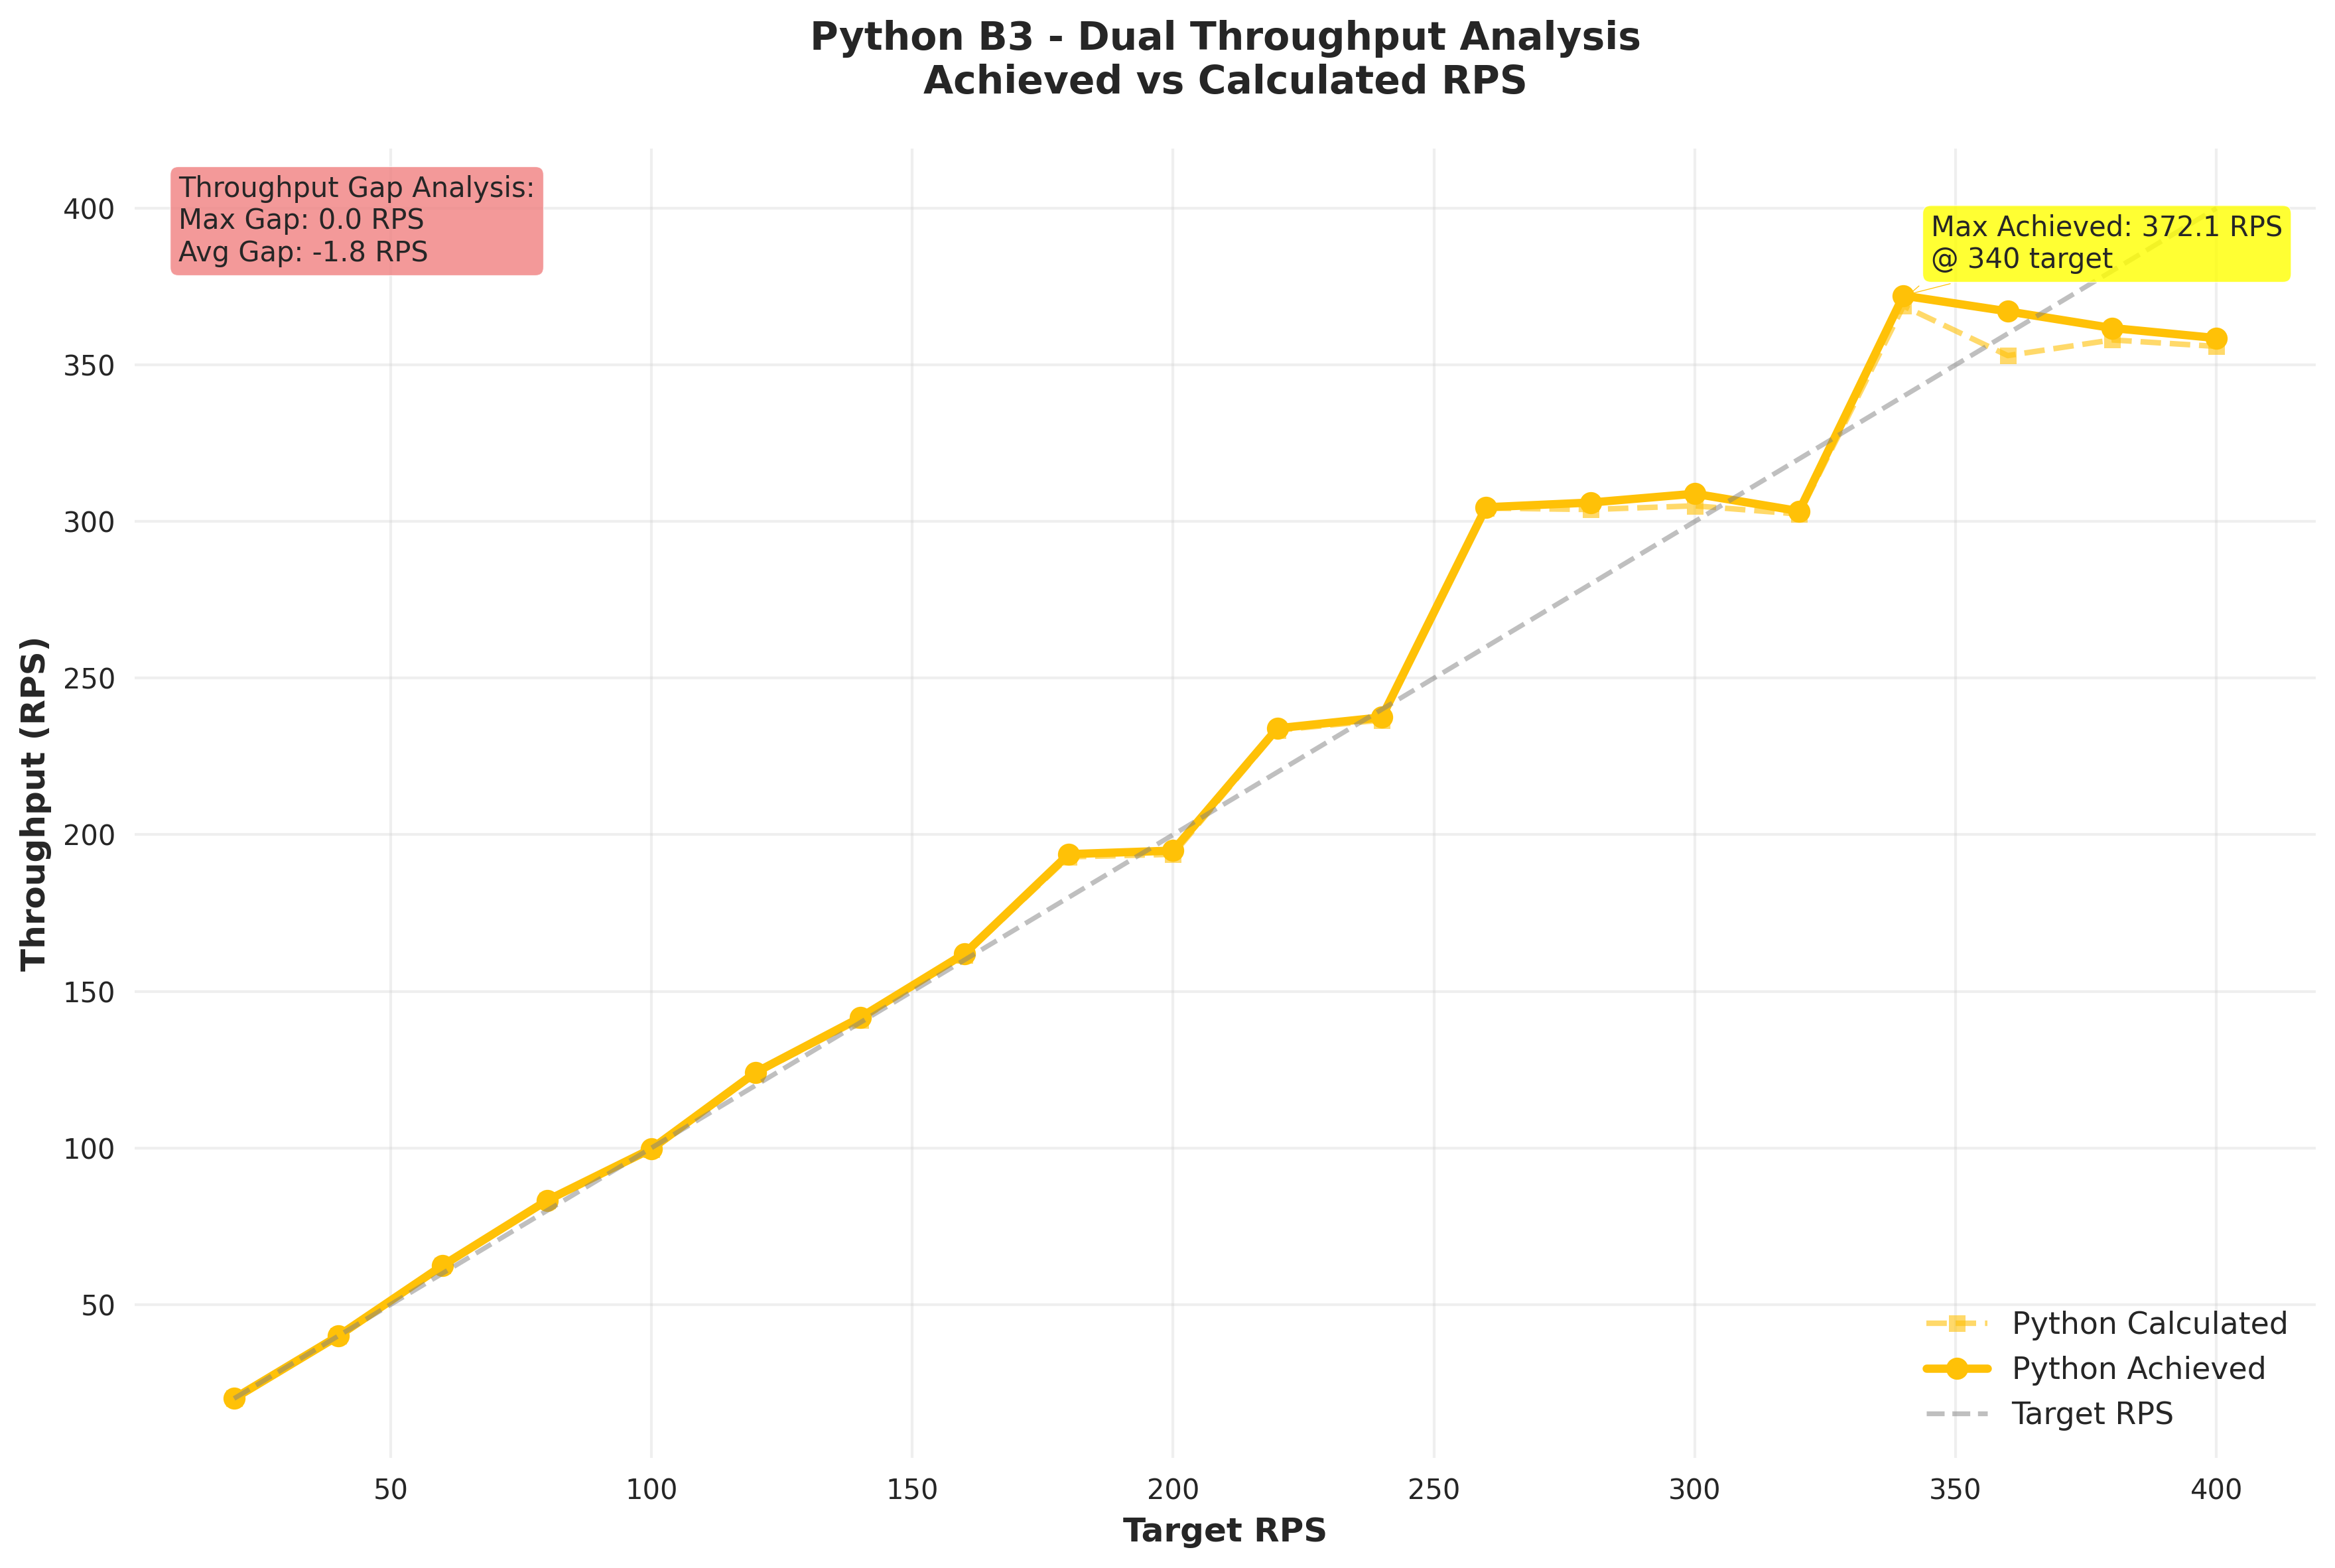 Python B3 - Dual Throughput Analysis
Achieved vs Calculated RPS
Throughput Gap Analysis:
Max Gap: 0.0 RPS
Avg Gap: -1.8 RPS
Max Achieved: 372.1 RPS
@ 340 target
Throughput (RPS)
400
350
300
250
200
150
100
50
Python Calculated
Python Achieved
Target RPS
50 100 150 200 250 300 350 400
Target RPS